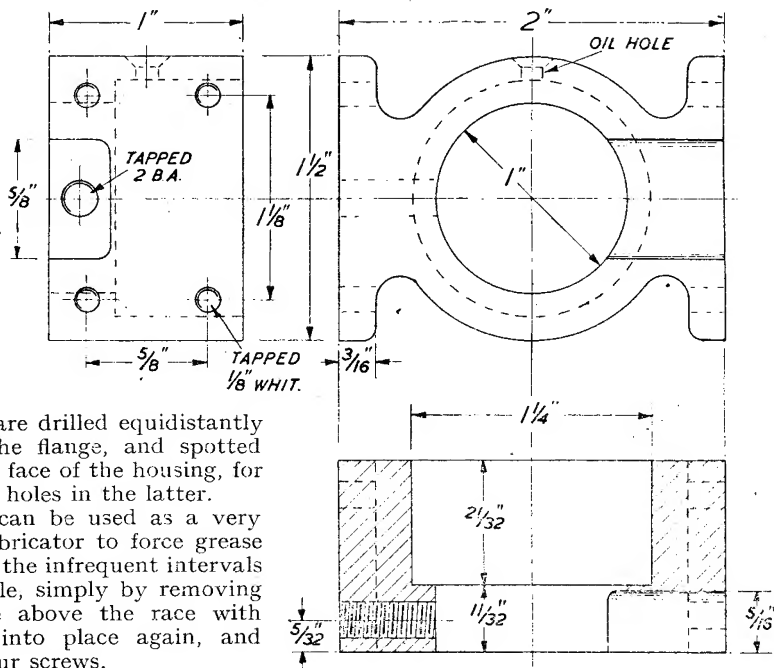 1"
2"
OIL HOLE
TAPPED
2 B.A.
5/8"
1 1/8"
1 1/2"
1"
5/8"
TAPPED
1/8" WHIT.
3/16"
1 1/4"
21/32"
11/32"
5/32"
5/16"
are drilled equidistantly
he flange, and spotted
face of the housing, for
holes in the latter.
can be used as a very
bricator to force grease
the infrequent intervals
le, simply by removing
e above the race with
into place again, and
ur screws.